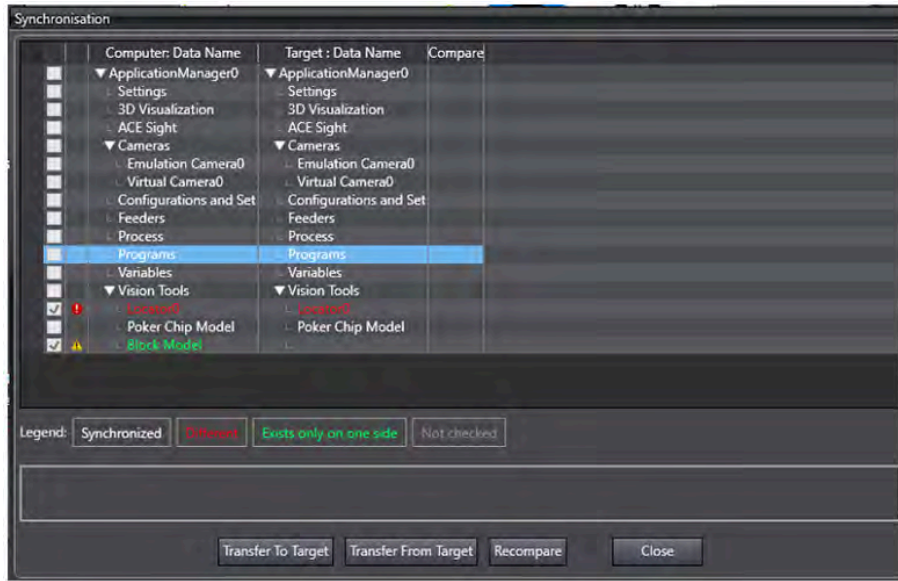 Synchronisation
Computer: Data Name Target : Data Name Compare
ApplicationManager0 ApplicationManager0
Settings Settings
3D Visualization 3D Visualization
ACE Sight ACE Sight
Cameras Cameras
Emulation Camera0 Emulation Camera0
Virtual Camera0 Virtual Camera0
Configurations and Set Configurations and Set
Feeders Feeders
Process Process
Programs Programs
Variables Variables
Vision Tools Vision Tools
Locator0 Locator0
Poker Chip Model Poker Chip Model
Block Model
Legend: Synchronized Different Exists only on one side Not checked
Transfer To Target Transfer From Target Recompare Close